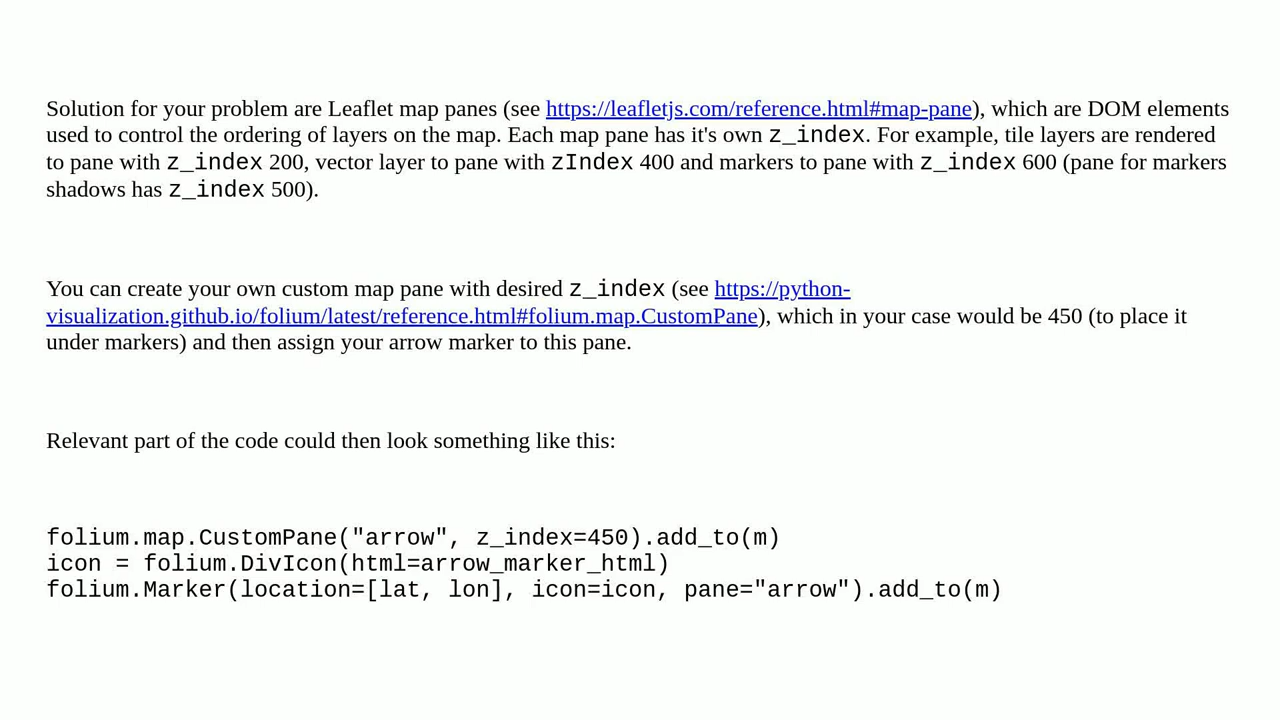 Solution for your problem are Leaflet map panes (see https://leafletjs.com/reference.html#map-pane), which are DOM elements
used to control the ordering of layers on the map. Each map pane has it's own z_index. For example, tile layers are rendered
to pane with z_index 200, vector layer to pane with zIndex 400 and markers to pane with z_index 600 (pane for markers
shadows has z_index 500).
You can create your own custom map pane with desired z_index (see https://python-
visualization.github.io/folium/latest/reference.html#folium.map.CustomPane), which in your case would be 450 (to place it
under markers) and then assign your arrow marker to this pane.
Relevant part of the code could then look something like this:
folium.map.CustomPane("arrow", z_index=450).add_to(m)
icon = folium.DivIcon(html=arrow_marker_html)
folium.Marker(location=[lat, lon], icon=icon, pane="arrow").add_to(m)